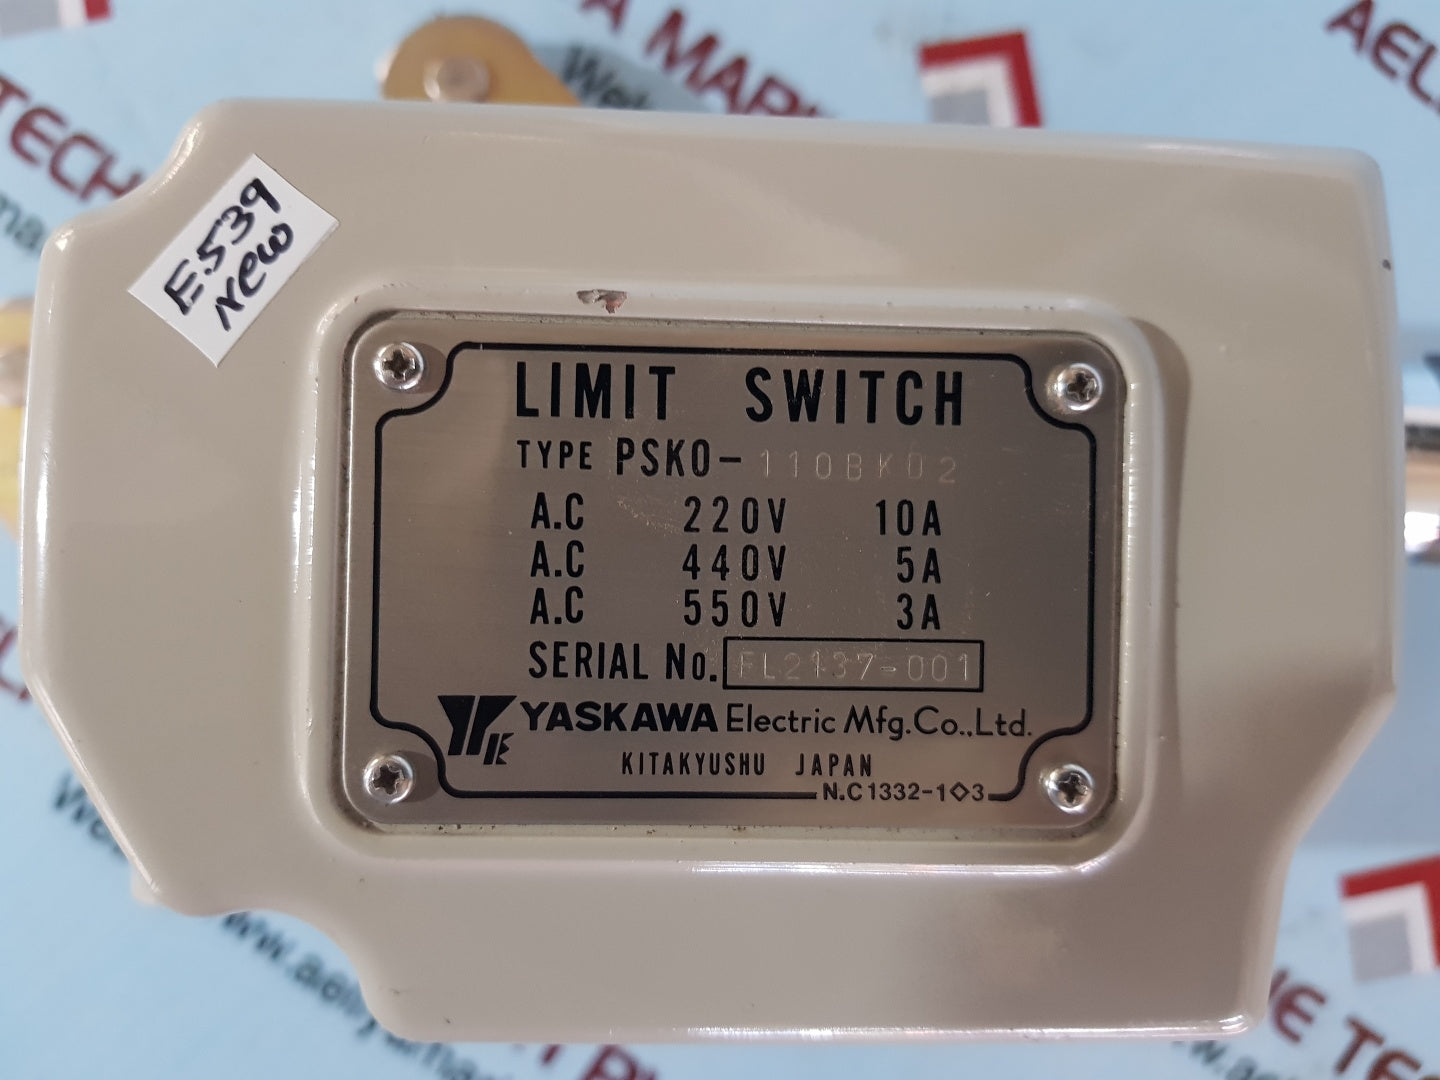 E539
New
LIMIT SWITCH
TYPE PSKO-110BK02
A.C 220V 10A
A.C 440V 5A
A.C 550V 3A
SERIAL No. FL2137-001
YE YASKAWA Electric Mfg.Co.,Ltd.
KITAKYUSHU JAPAN
N.C1332-1◇3